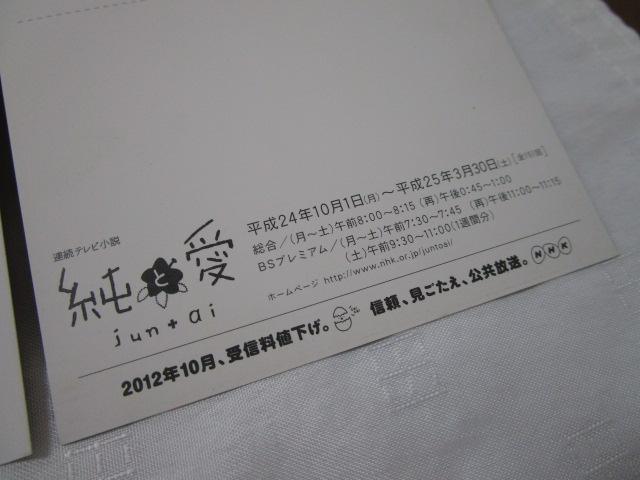 連続テレビ小説
純と愛
jun+ai
平成24年10月1日(月)～平成25年3月30日(土)[全151回]
総合/(月～土)午前8:00～8:15 (再)午後0:45～1:00
BSプレミアム/(月～土)午前7:30～7:45 (再)午後11:00～11:15
(土)午前9:30～11:00(1週間分)
ホームページ http://www.nhk.or.jp/juntoai/
2012年10月、受信料値下げ。 信頼、見ごたえ、公共放送。 NHK